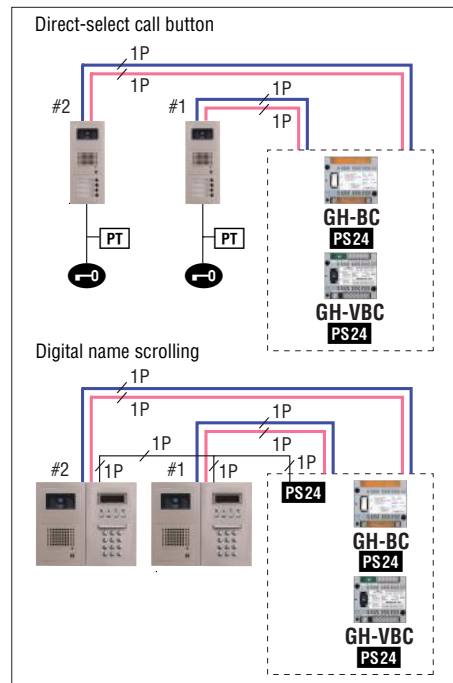 Direct-select call button
1P
1P
#2
#1
1P
1P
PT
PT
GH-BC
PS24
GH-VBC
PS24
Digital name scrolling
1P
1P
1P
1P
1P
#2
1P
#1
1P
1P
PS24
GH-BC
PS24
GH-VBC
PS24